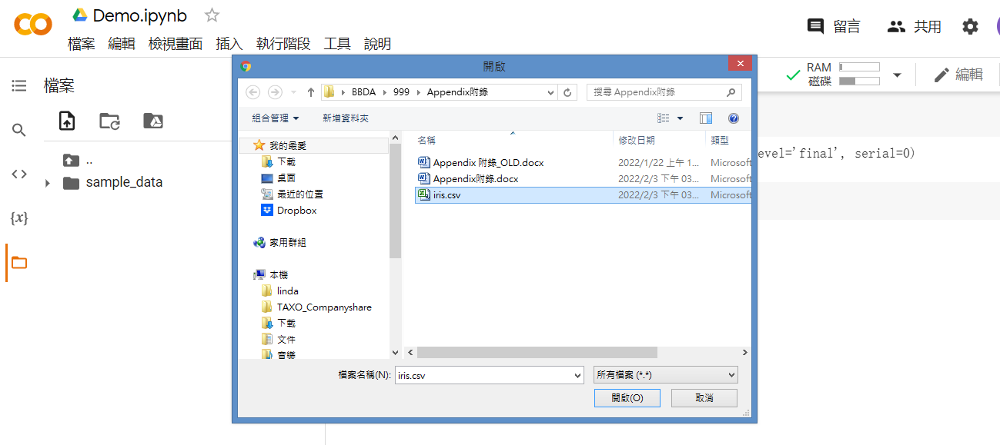 Demo.ipynb
檔案 編輯 檢視畫面 插入 執行階段 工具 說明
留言 共用
檔案
..
sample_data
{x}
RAM
磁碟
編輯
evel='final', serial=0)
開啟
BBDA 999 Appendix附錄
搜尋 Appendix附錄
組合管理 新增資料夾
我的最愛
下載
桌面
最近的位置
Dropbox
家用群組
本機
linda
TAXO_Companyshare
下載
文件
音樂
名稱 修改日期 類型
Appendix 附錄_OLD.docx 2022/1/22 上午 1... Microsoft
Appendix附錄.docx 2022/2/3 下午 03... Microsoft
iris.csv 2022/2/3 下午 03... Microsoft
檔案名稱(N): iris.csv 所有檔案 (*.*)
開啟(O) 取消